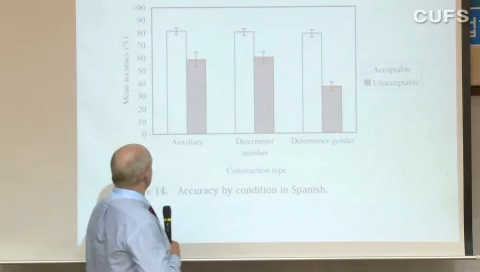 CUFS
100
90
80
70
60
50
40
30
20
10
0
Mean accuracy (%)
Acceptable
Unacceptable
Auxiliary
Determiner number
Determiner gender
Construction type
14. Accuracy by condition in Spanish.